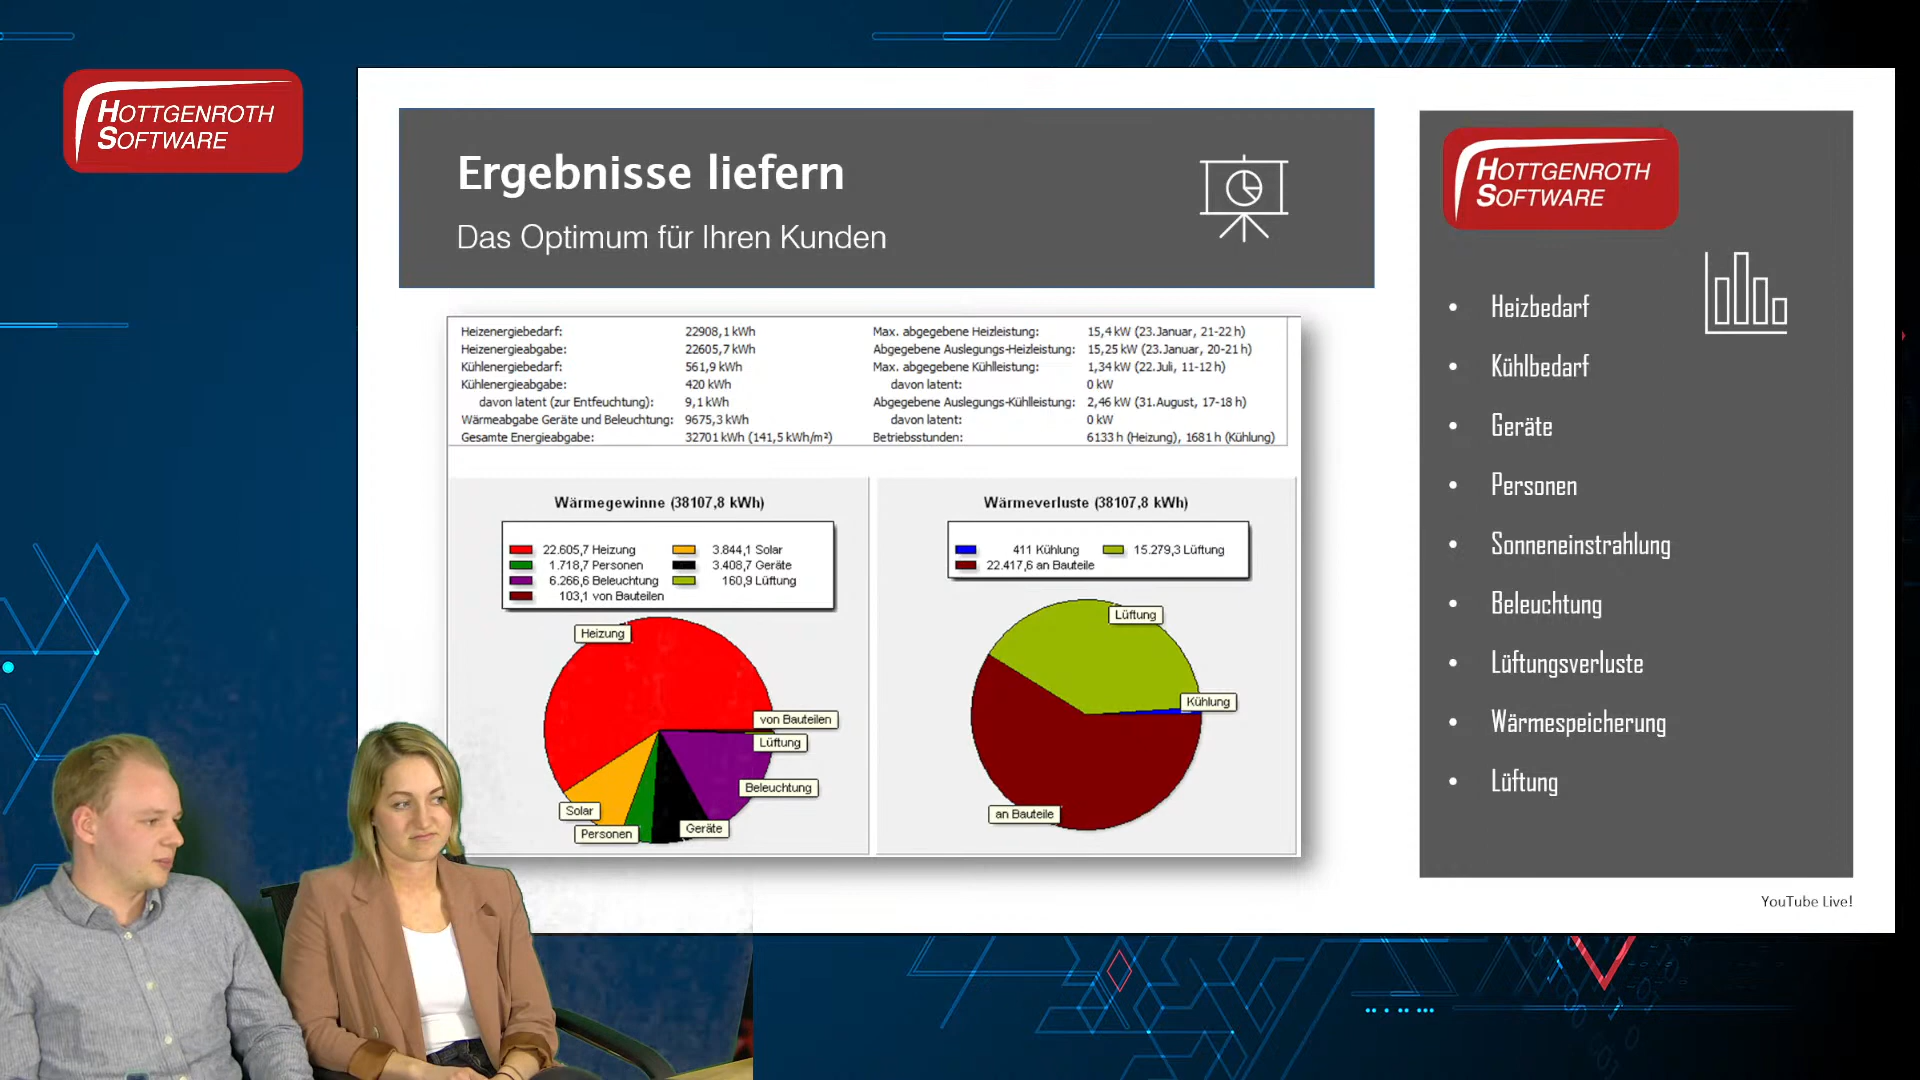 HOTTGENROTH
SOFTWARE
Ergebnisse liefern
Das Optimum für Ihren Kunden
Heizenergiebedarf: 22908,1 kWh
Heizenergieabgabe: 22605,7 kWh
Kühlenergiebedarf: 561,9 kWh
Kühlenergieabgabe: 420 kWh
davon latent (zur Entfeuchtung): 9,1 kWh
Wärmeabgabe Geräte und Beleuchtung: 9675,3 kWh
Gesamte Energieabgabe: 32701 kWh (141,5 kWh/m²)
Max. abgegebene Heizleistung: 15,4 kW (23.Januar, 21-22 h)
Abgegebene Auslegungs-Heizleistung: 15,25 kW (23.Januar, 20-21 h)
Max. abgegebene Kühlleistung: 1,34 kW (22.Juli, 11-12 h)
davon latent: 0 kW
Abgegebene Auslegungs-Kühlleistung: 2,46 kW (31.August, 17-18 h)
davon latent: 0 kW
Betriebsstunden: 6133 h (Heizung), 1681 h (Kühlung)
Wärmegewinne (38107,8 kWh)
22.605,7 Heizung 3.844,1 Solar
1.718,7 Personen 3.408,7 Geräte
6.266,6 Beleuchtung 160,9 Lüftung
103,1 von Bauteilen
Heizung
von Bauteilen
Lüftung
Beleuchtung
Solar
Geräte
Personen
Wärmeverluste (38107,8 kWh)
411 Kühlung 15.279,3 Lüftung
22.417,6 an Bauteile
Lüftung
Kühlung
an Bauteile
HOTTGENROTH
SOFTWARE
• Heizbedarf
• Kühlbedarf
• Geräte
• Personen
• Sonneneinstrahlung
• Beleuchtung
• Lüftungsverluste
• Wärmespeicherung
• Lüftung
YouTube Live!